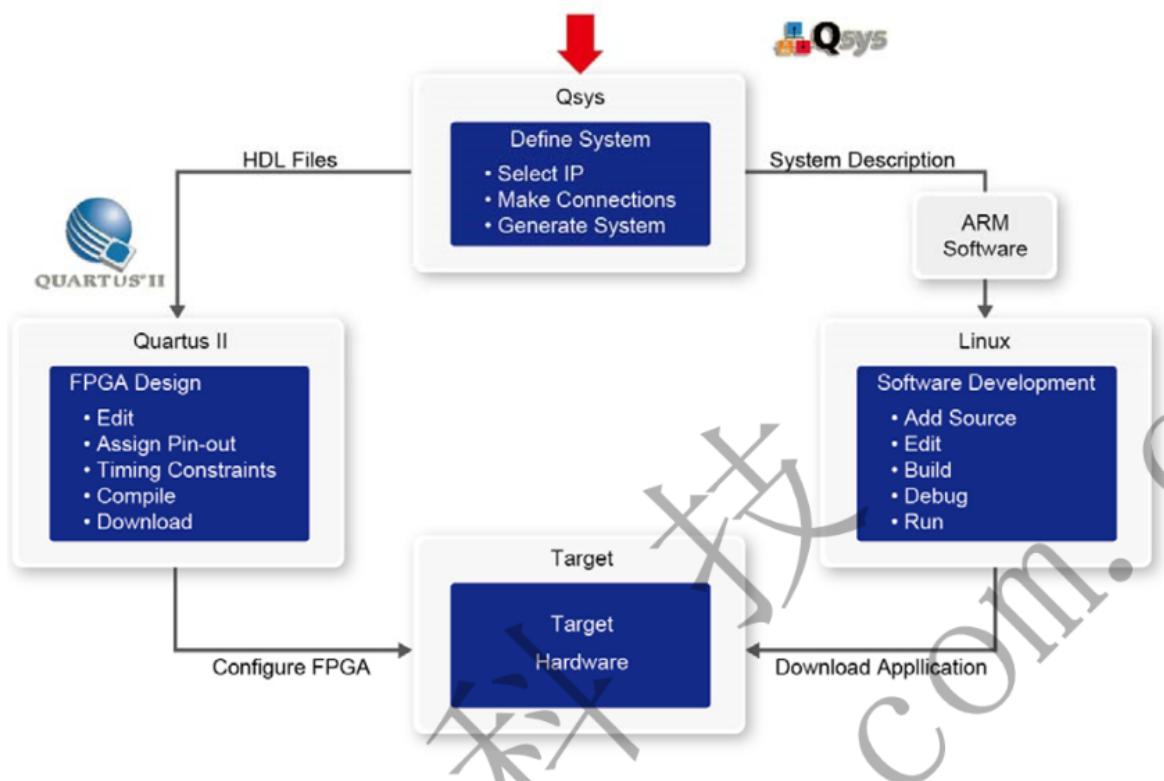 Qsys
Qsys
Define System
• Select IP
• Make Connections
• Generate System
HDL Files
System Description
QUARTUS® II
ARM
Software
Quartus II
FPGA Design
• Edit
• Assign Pin-out
• Timing Constraints
• Compile
• Download
Linux
Software Development
• Add Source
• Edit
• Build
• Debug
• Run
Target
Target
Hardware
Configure FPGA
Download Appllication
科技
com.